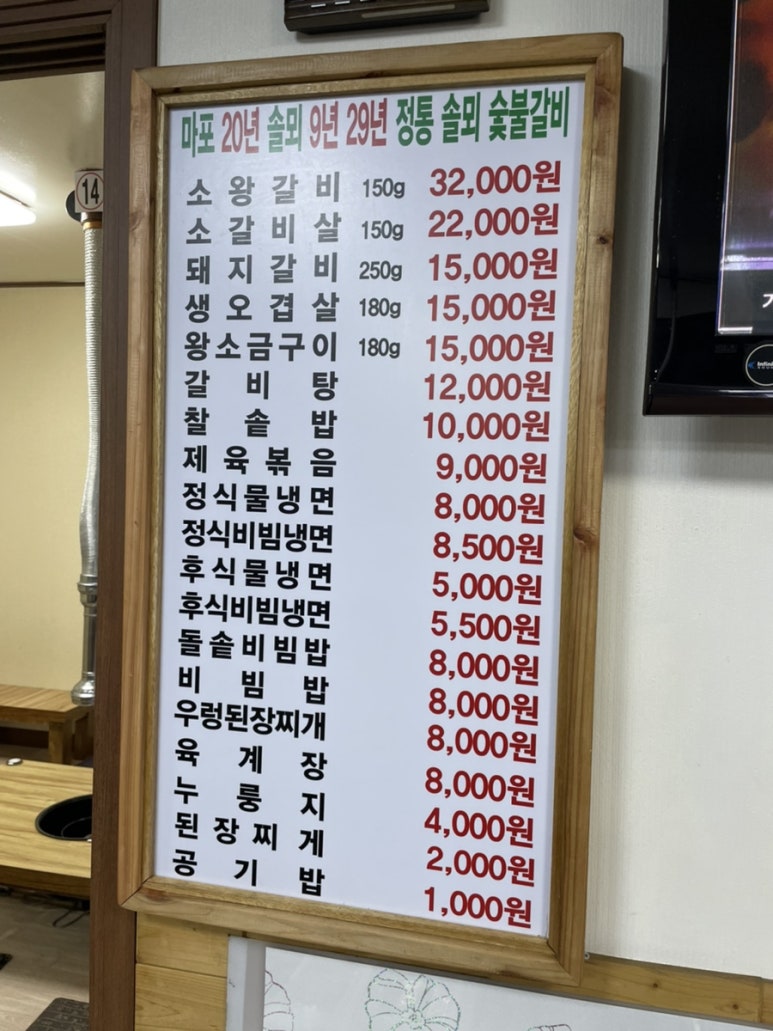 마포 20년 솔뫼 9년 29년 정통 솔뫼 숯불갈비
소왕갈비 150g 32,000원
소갈비살 150g 22,000원
돼지갈비 250g 15,000원
생오겹살 180g 15,000원
왕소금구이 180g 15,000원
갈비탕 12,000원
찰솥밥 10,000원
제육볶음 9,000원
정식물냉면 8,000원
정식비빔냉면 8,500원
후식물냉면 5,000원
후식비빔냉면 5,500원
돌솥비빔밥 8,000원
비빔밥 8,000원
우렁된장찌개 8,000원
육계장 8,000원
누룽지 4,000원
된장찌게 2,000원
공기밥 1,000원
14